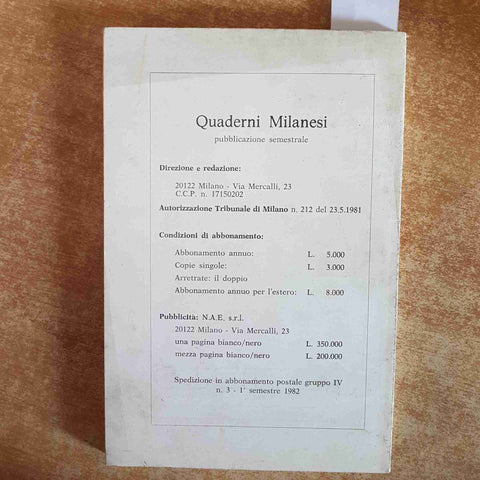 Quaderni Milanesi
pubblicazione semestrale
Direzione e redazione:
20122 Milano - Via Mercalli, 23
C.C.P. n. 17150202
Autorizzazione Tribunale di Milano n. 212 del 23.5.1981
Condizioni di abbonamento:
Abbonamento annuo: L. 5.000
Copie singole: L. 3.000
Arretrate: il doppio
Abbonamento annuo per l'estero: L. 8.000
Pubblicità: N.A.E. s.r.l.
20122 Milano - Via Mercalli, 23
una pagina bianco/nero L. 350.000
mezza pagina bianco/nero L. 200.000
Spedizione in abbonamento postale gruppo IV
n. 3 - 1° semestre 1982